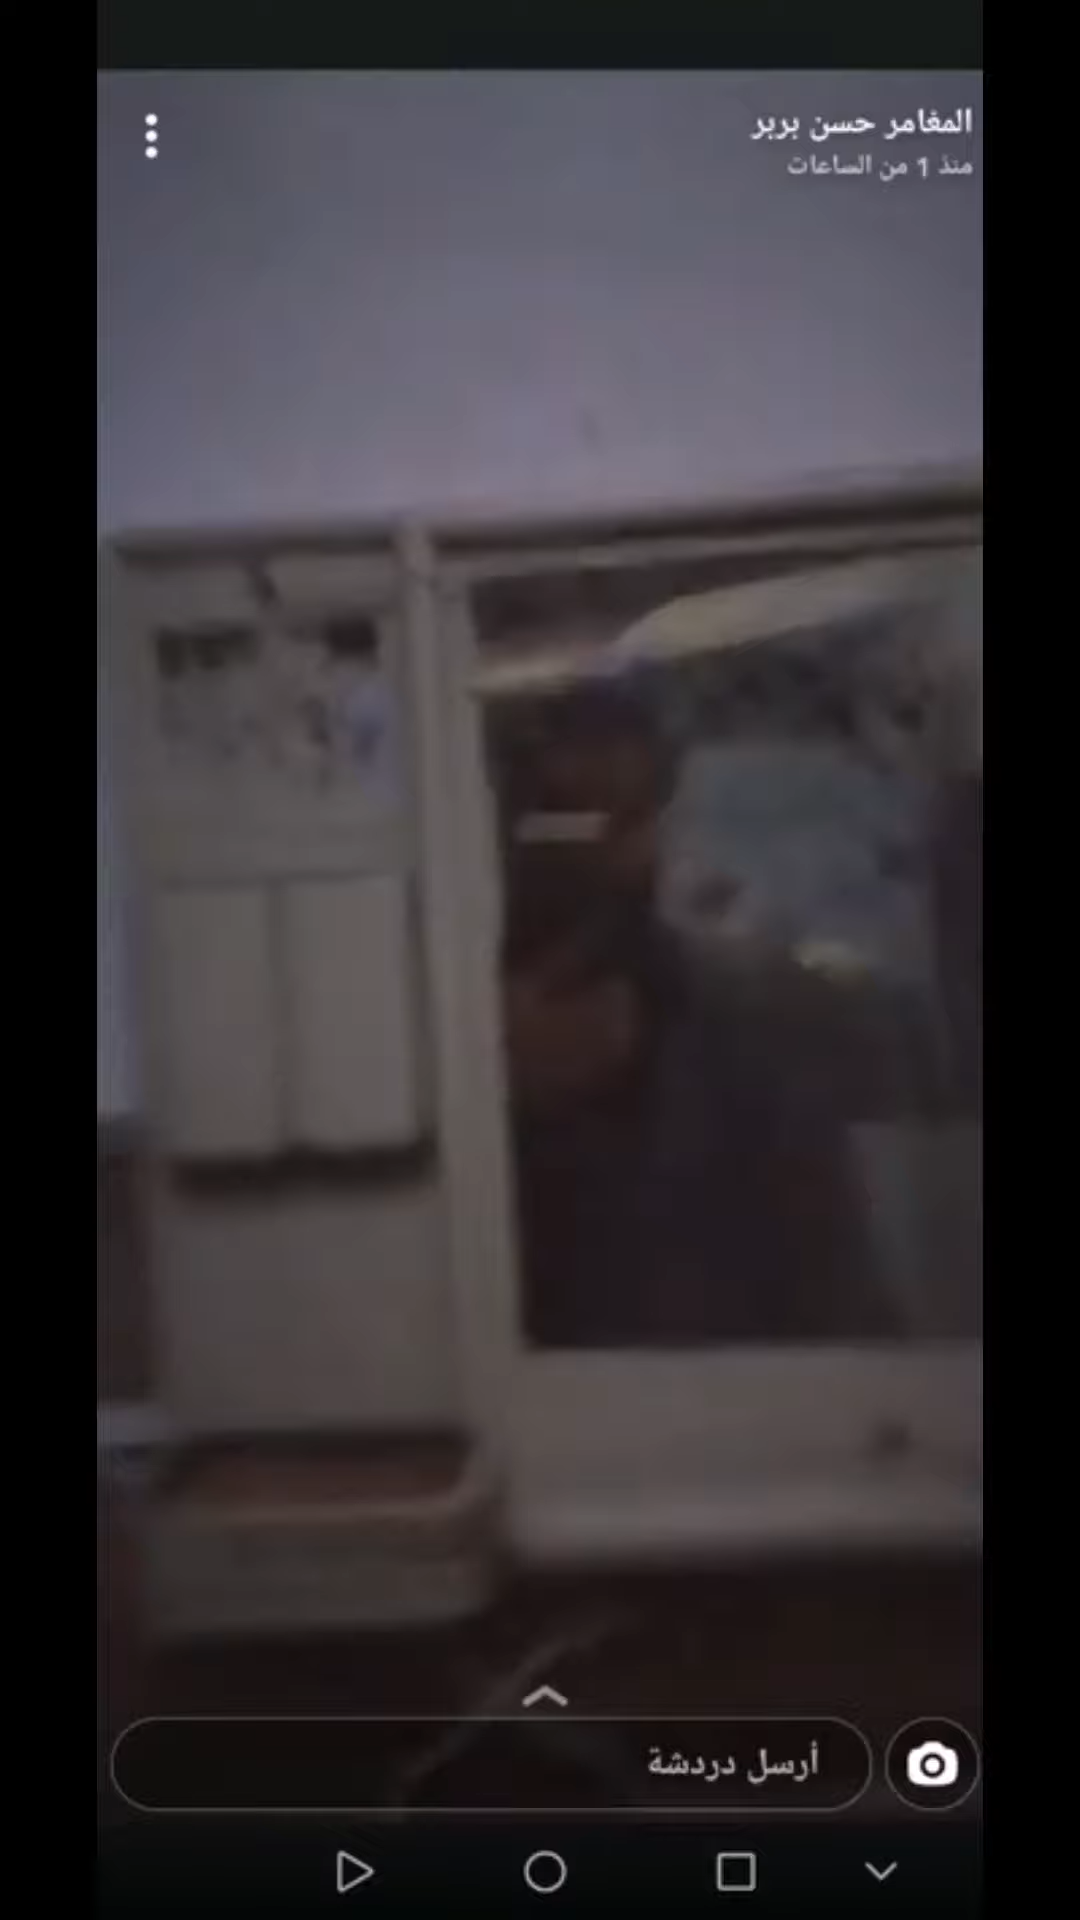 المغامر حسن بربر
منذ 1 من الساعات
أرسل دردشة